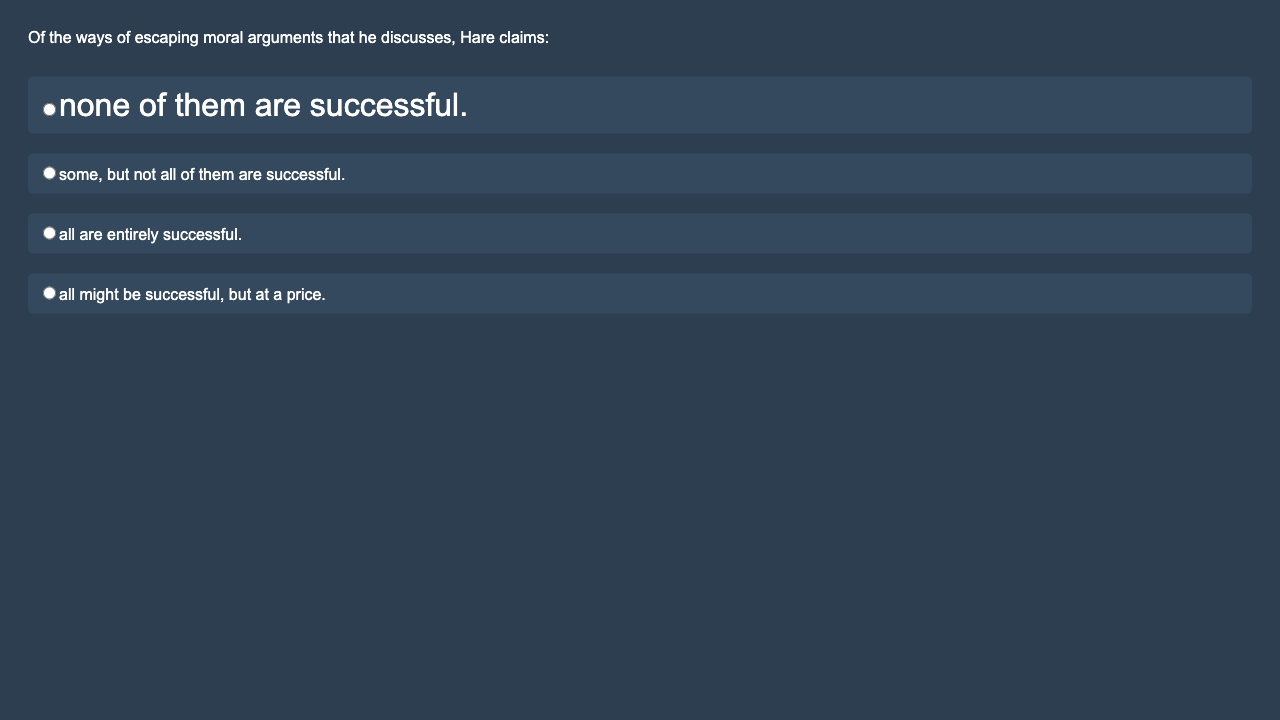 Of the ways of escaping moral arguments that he discusses, Hare claims:
none of them are successful.
some, but not all of them are successful.
all are entirely successful.
all might be successful, but at a price.